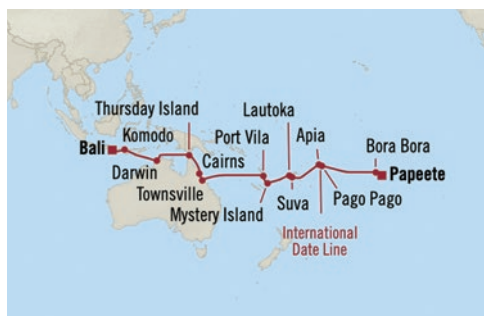 Thursday Island
Lautoka
Komodo
Port Vila
Apia
Bora Bora
Bali
Cairns
Papeete
Darwin
Townsville
Pago Pago
Mystery Island
Suva
International
Date Line